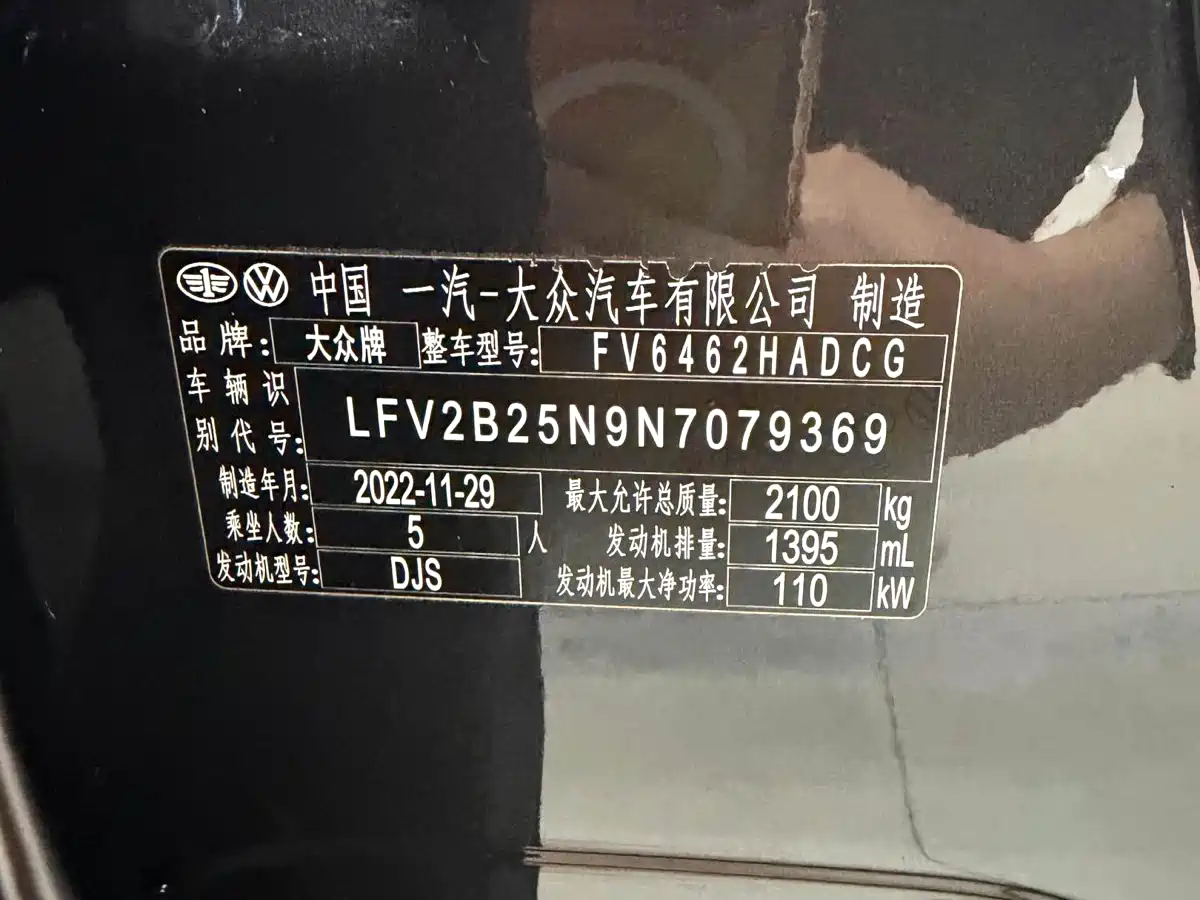 中国 一汽-大众汽车有限公司 制造
品牌: 大众牌 整车型号: FV6462HADCG
车辆识别代号: LFV2B25N9N7079369
制造年月: 2022-11-29 最大允许总质量: 2100 kg
乘坐人数: 5 人 发动机排量: 1395 mL
发动机型号: DJS 发动机最大净功率: 110 kW